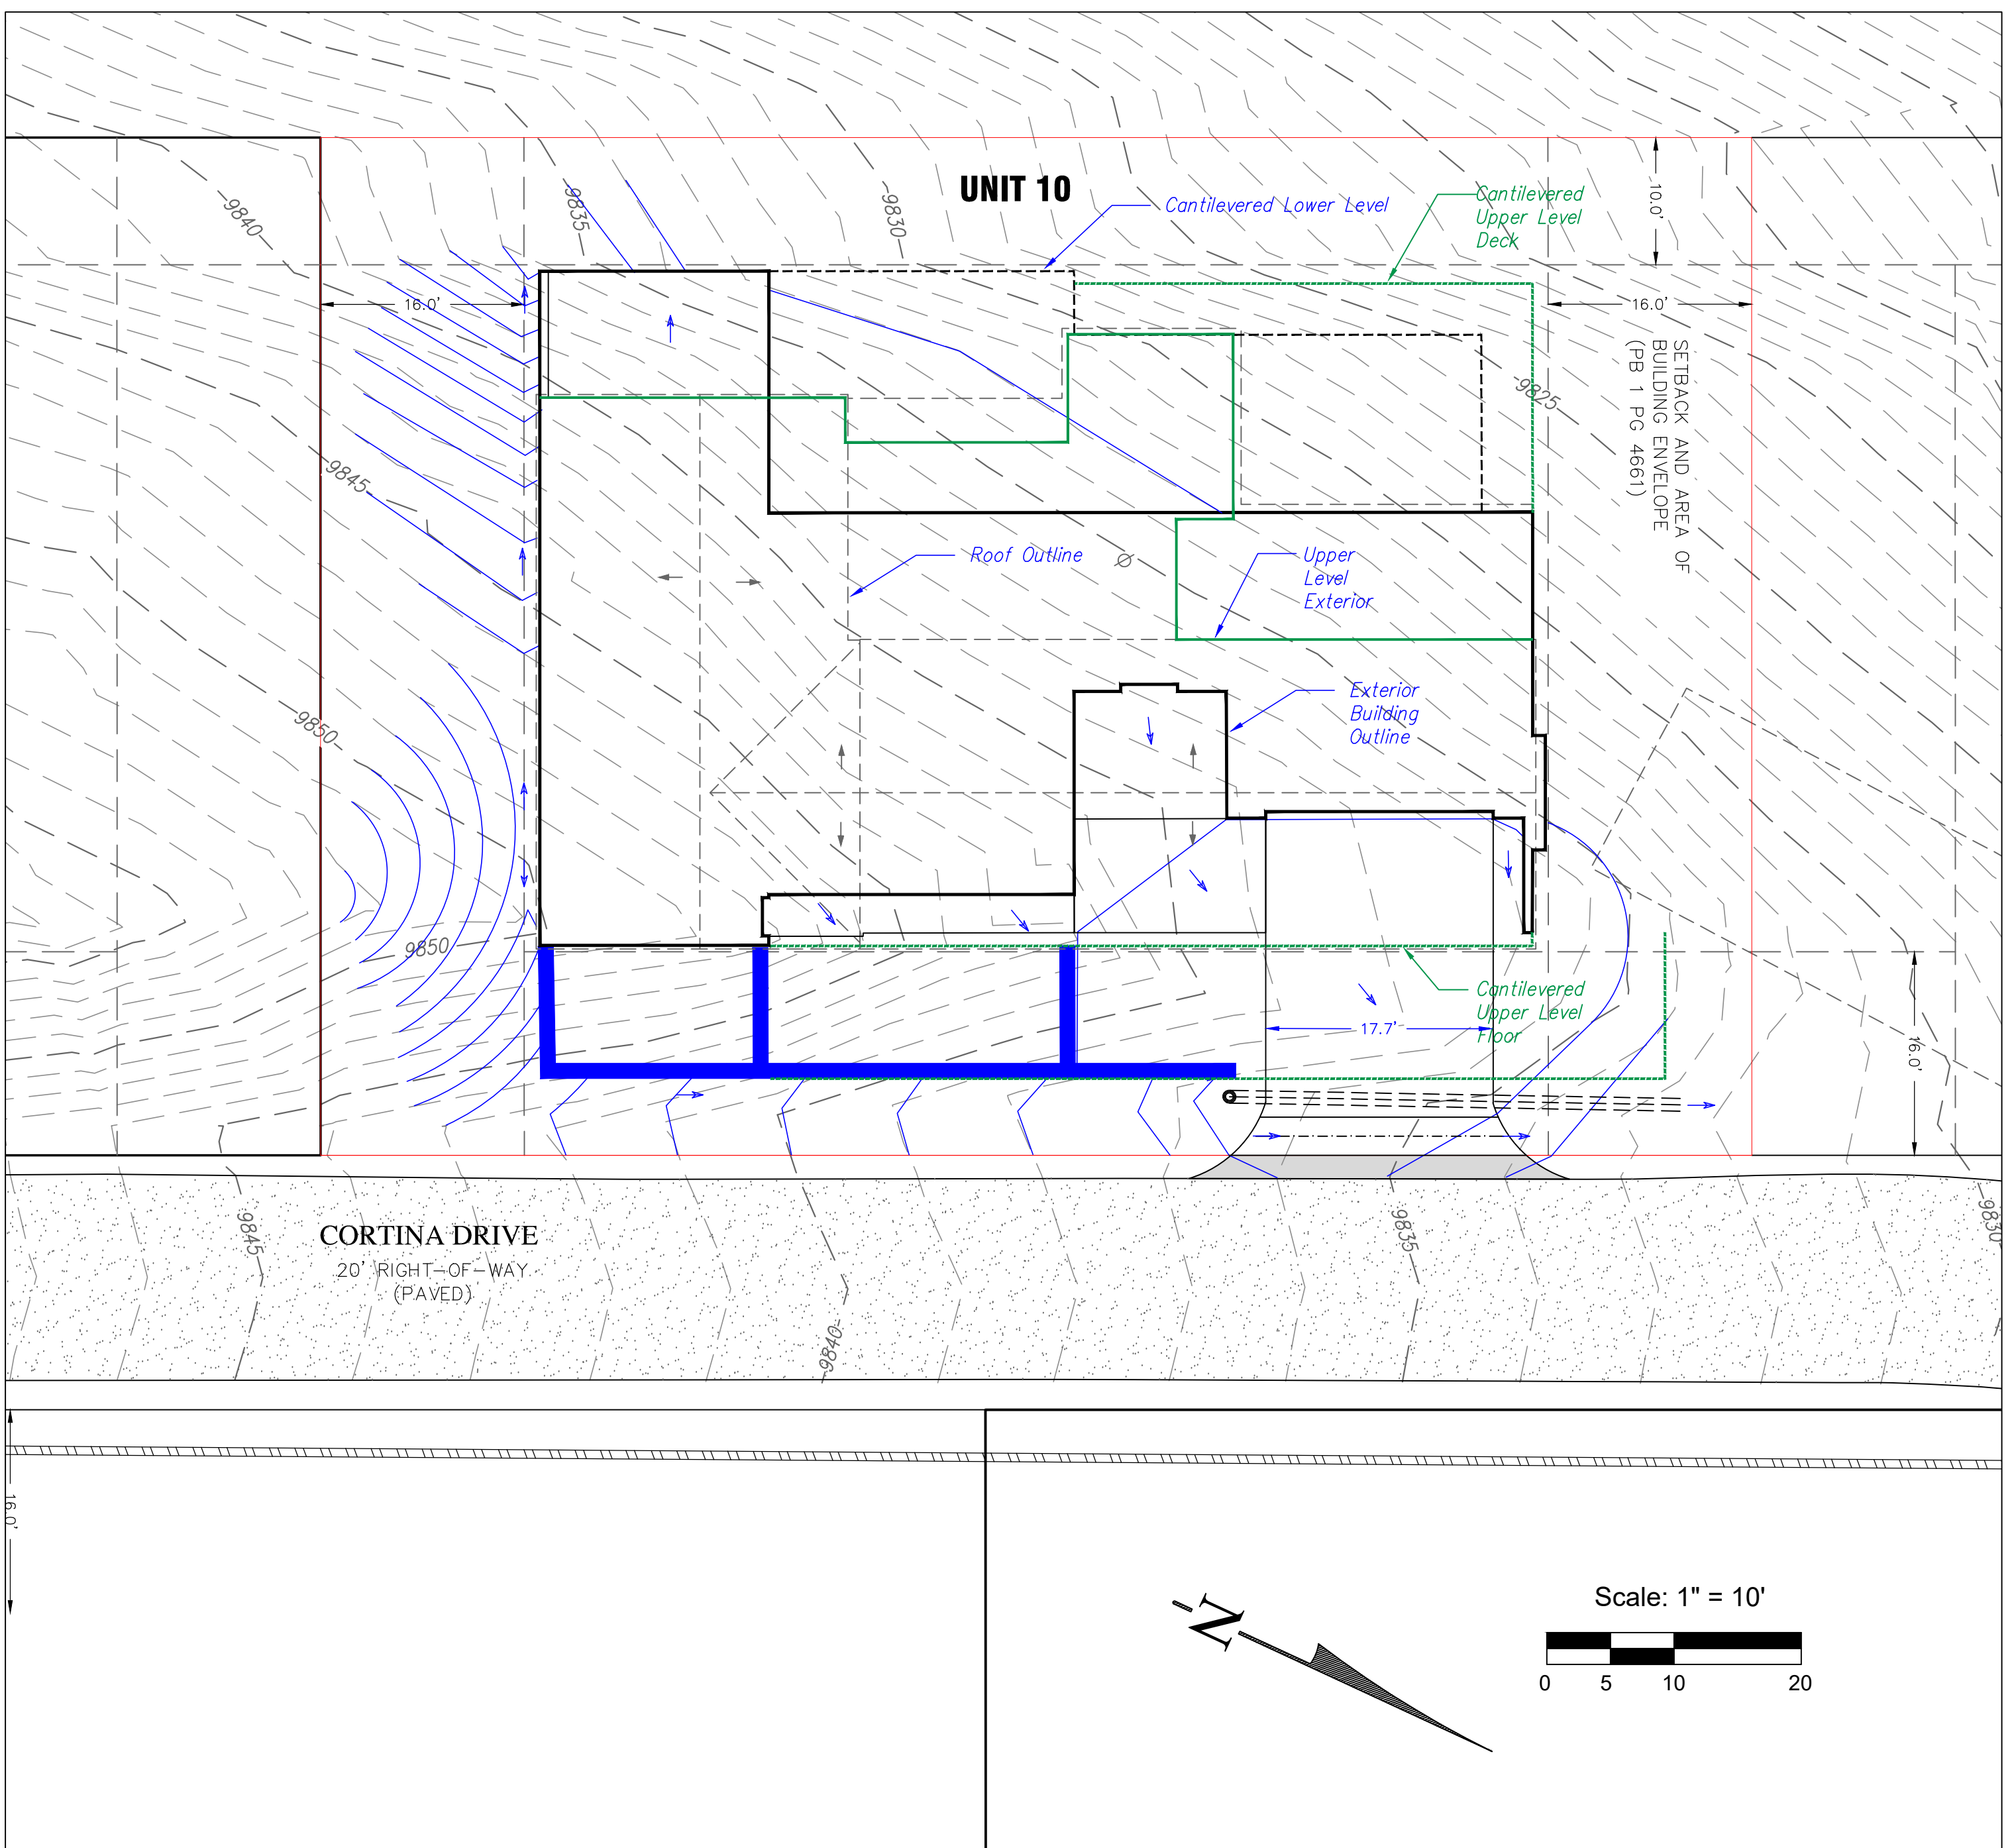 UNIT 10
Cantilevered Lower Level
Cantilevered
Upper Level
Deck
10.0'
-9840-
-9835
-9830
16.0'
16.0'
SETBACK AND AREA OF
BUILDING ENVELOPE
(PB 1 PG 4661)
-9825
-9845-
Roof Outline
Ø
Upper
Level
Exterior
-9850
Exterior
Building
Outline
9850
Cantilevered
Upper Level
Floor
17.7'
16.0'
CORTINA DRIVE
20' RIGHT-OF-WAY
(PAVED)
-9845-
-9840-
-9835
-9830
16.0'
N
Scale: 1" = 10'
0 5 10 20